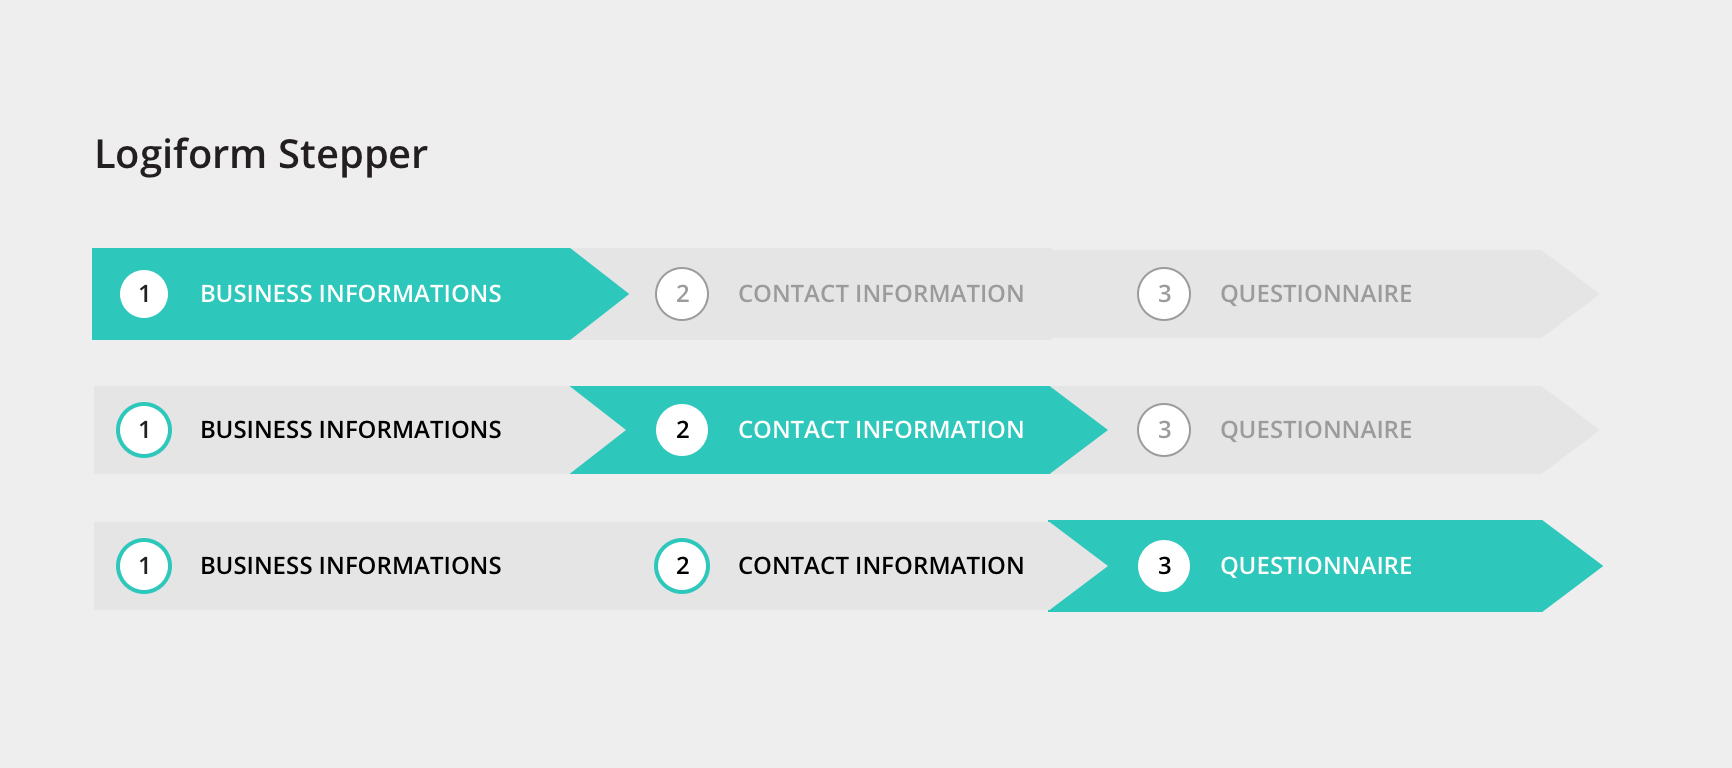 Logiform Stepper
1 BUSINESS INFORMATIONS 2 CONTACT INFORMATION 3 QUESTIONNAIRE
1 BUSINESS INFORMATIONS 2 CONTACT INFORMATION 3 QUESTIONNAIRE
1 BUSINESS INFORMATIONS 2 CONTACT INFORMATION 3 QUESTIONNAIRE